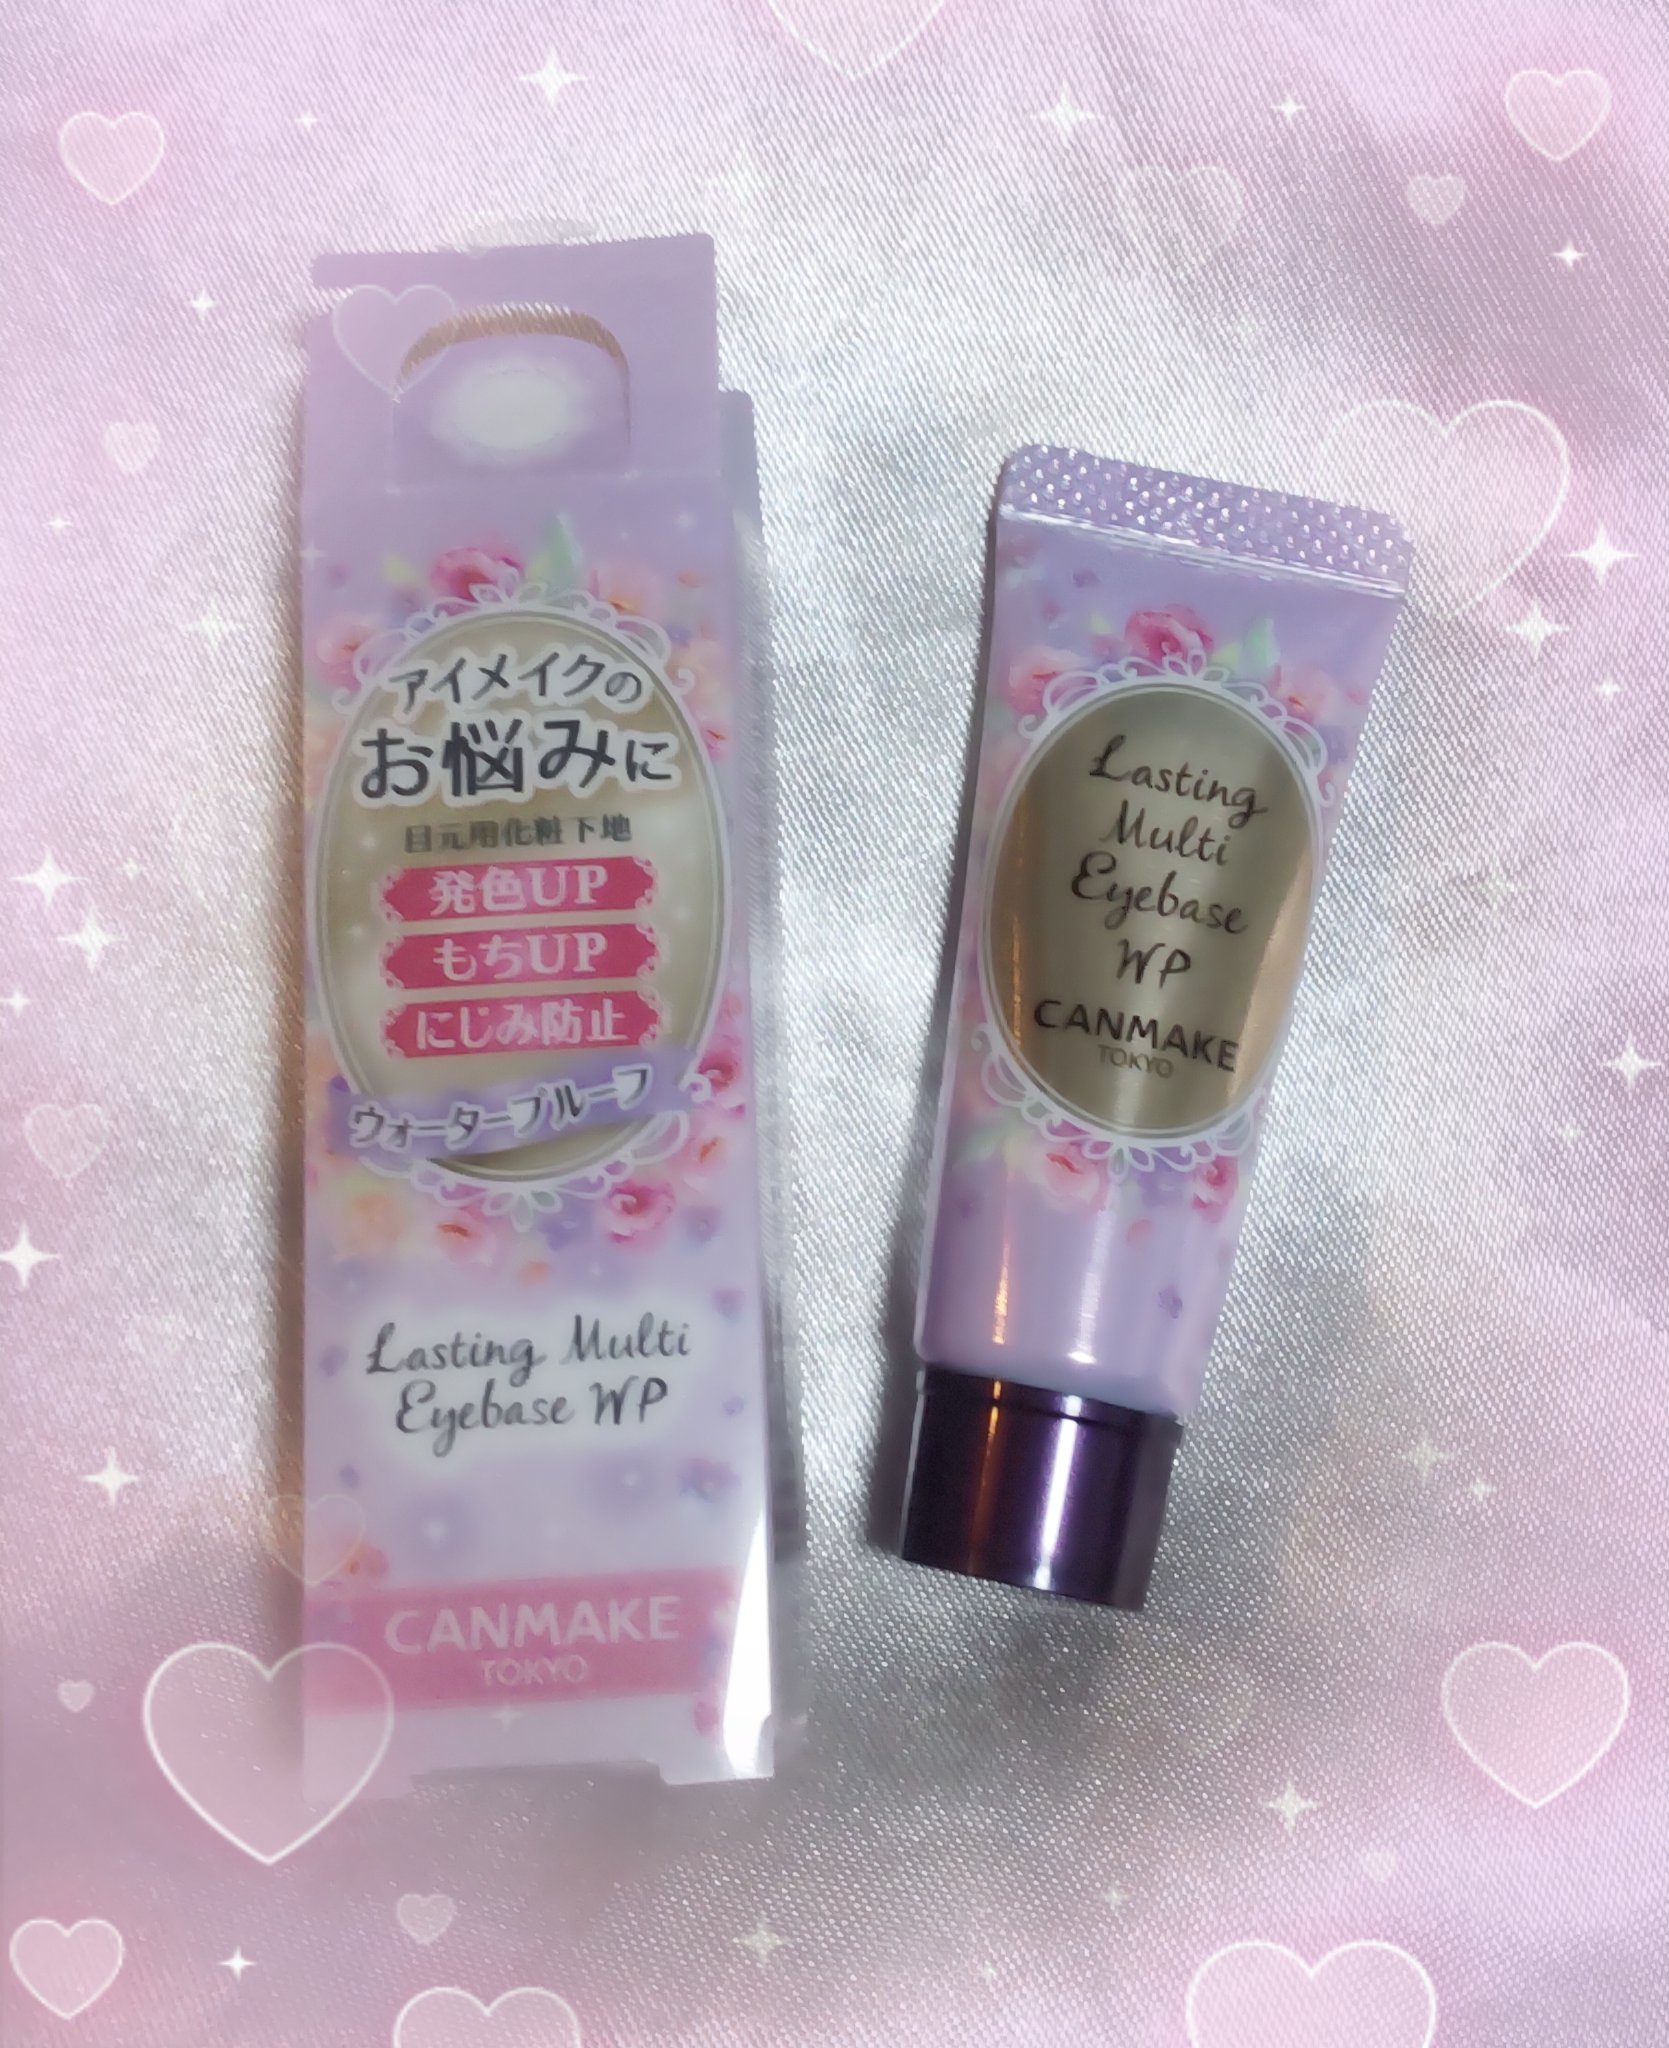 アイメイクの
お悩みに
目元用化粧下地
発色UP
もちUP
にじみ防止
ウォータープルーフ
Lasting Multi
Eyebase WP
CANMAKE
TOKYO
Lasting
Multi
Eyebase
WP
CANMAKE
TOKYO